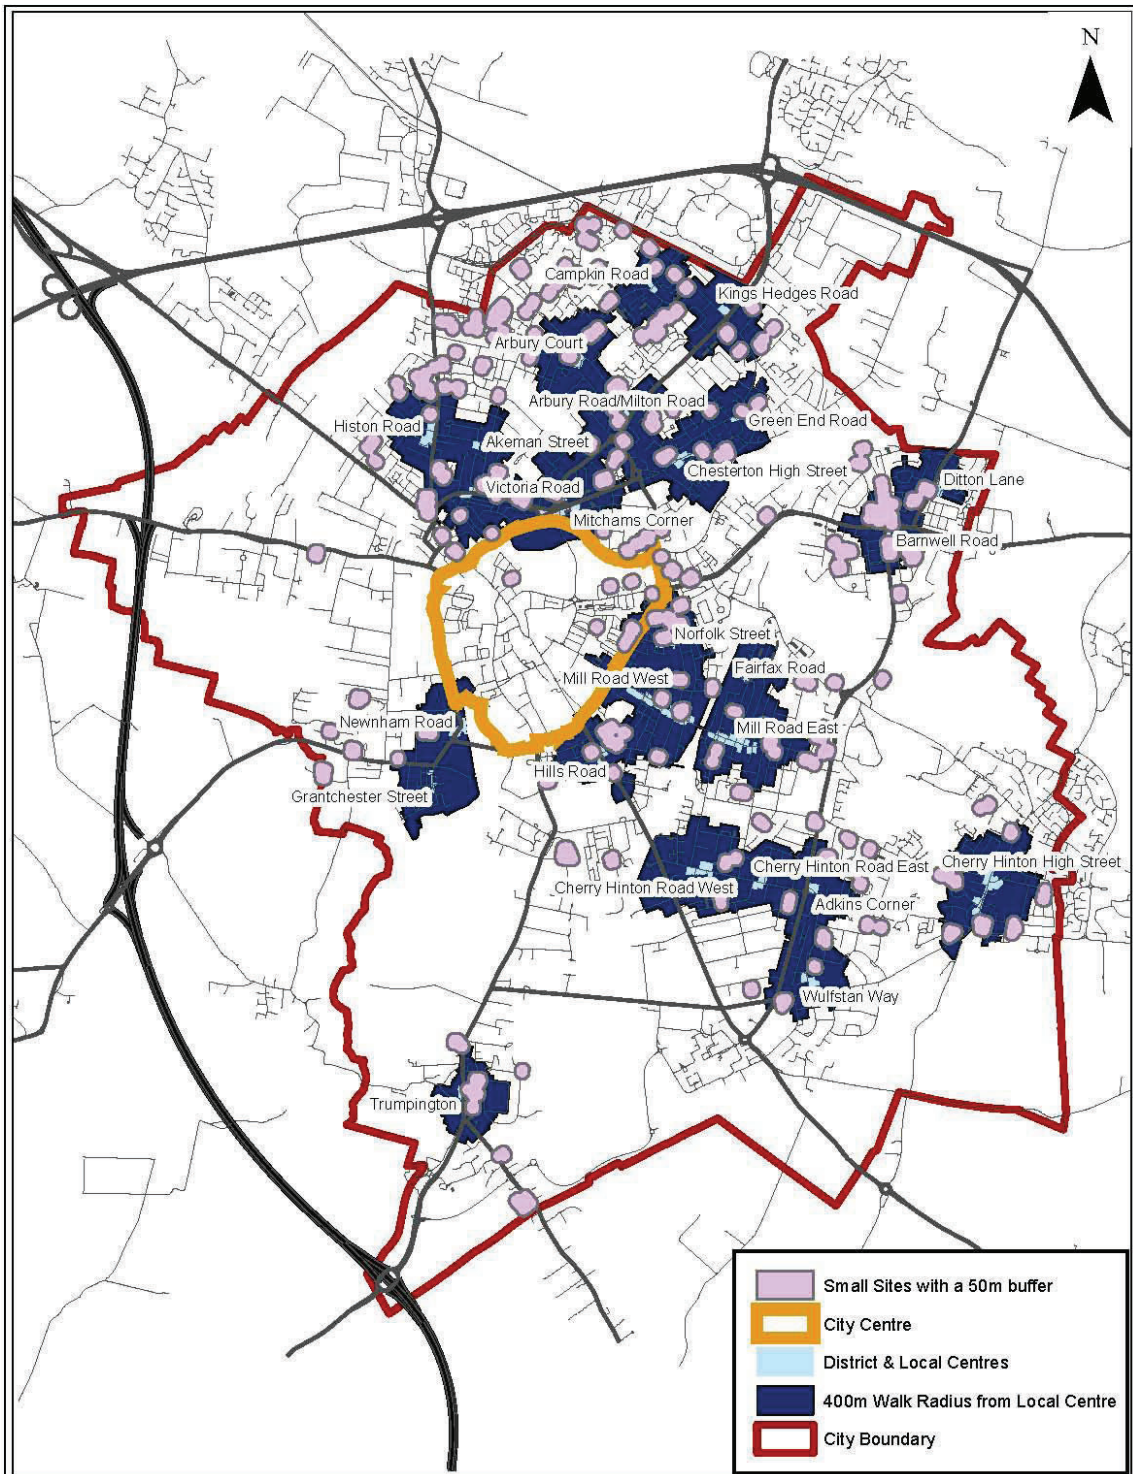 N
Campkin Road
Kings Hedges Road
Arbury Court
Arbury Road/Milton Road
Green End Road
Histon Road
Akeman Street
Chesterton High Street
Ditton Lane
Victoria Road
Mitchams Corner
Barnwell Road
Norfolk Street
Fairfax Road
Mill Road West
Newnham Road
Mill Road East
Hills Road
Grantchester Street
Cherry Hinton Road East
Cherry Hinton High Street
Cherry Hinton Road West
Adkins Corner
Wulfstan Way
Trumpington
Small Sites with a 50m buffer
City Centre
District & Local Centres
400m Walk Radius from Local Centre
City Boundary